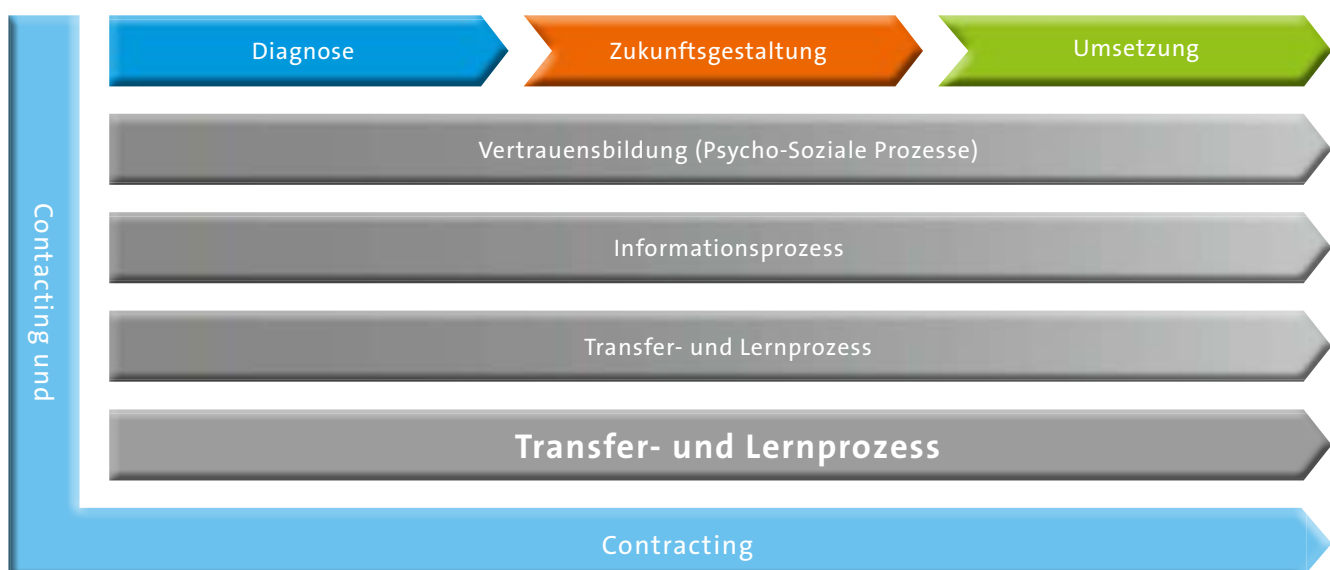 Diagnose
Zukunftsgestaltung
Umsetzung
Vertrauensbildung (Psycho-Soziale Prozesse)
Informationsprozess
Transfer- und Lernprozess
Transfer- und Lernprozess
Contacting und
Contracting